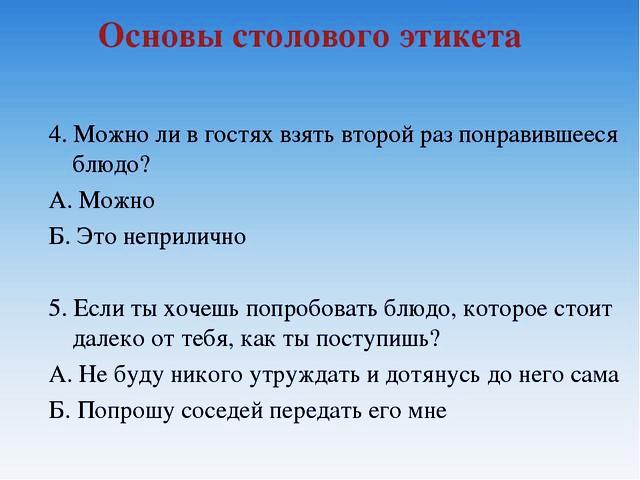 Основы столового этикета
4. Можно ли в гостях взять второй раз понравившееся
блюдо?
А. Можно
Б. Это неприлично
5. Если ты хочешь попробовать блюдо, которое стоит
далеко от тебя, как ты поступишь?
А. Не буду никого утруждать и дотянусь до него сама
Б. Попрошу соседей передать его мне